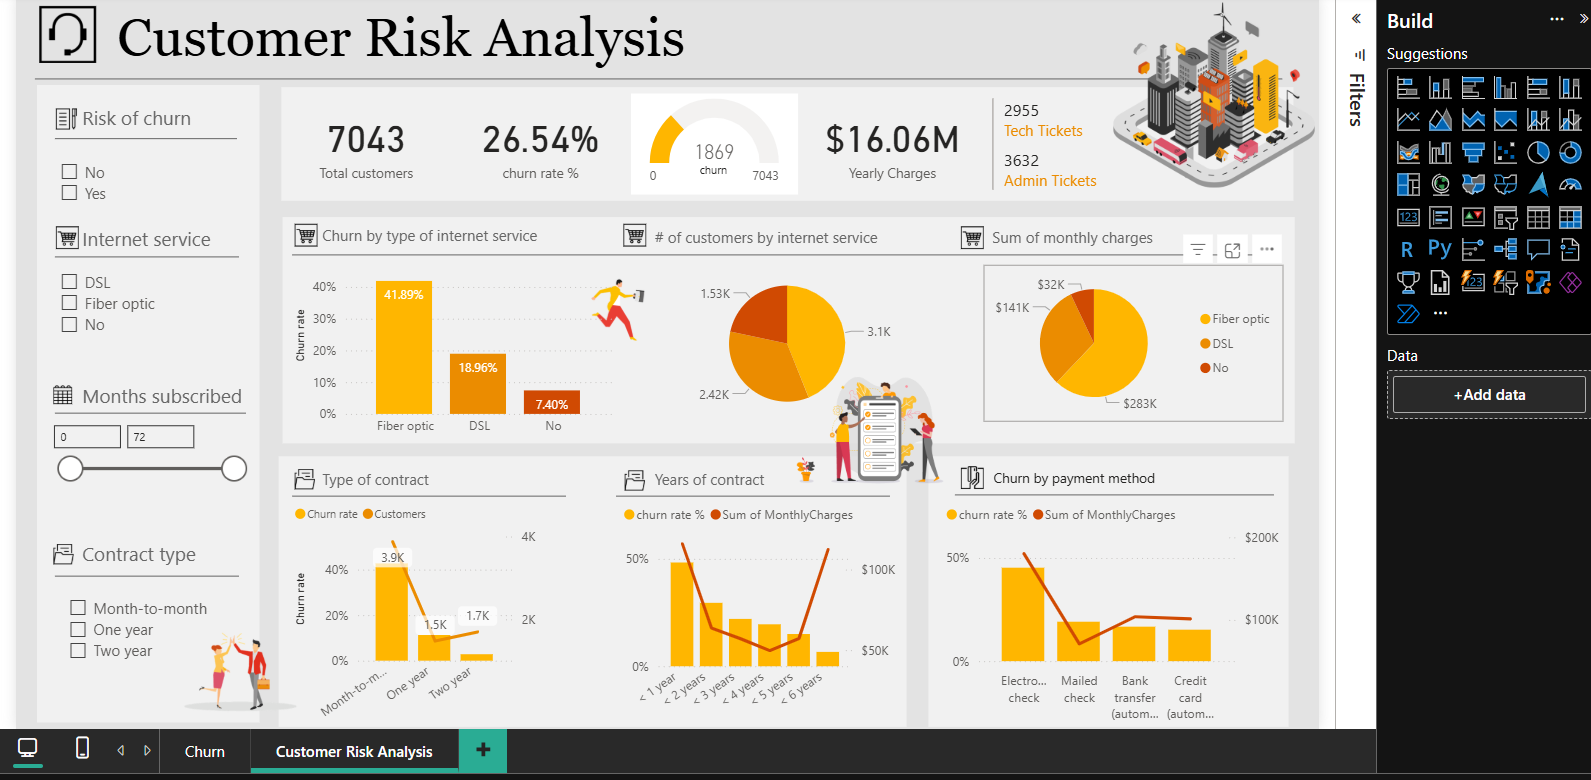 Customer Risk Analysis
Risk of churn
No
Yes
Internet service
DSL
Fiber optic
No
Months subscribed
0
72
Contract type
Month-to-month
One year
Two year
7043
Total customers
26.54%
churn rate %
1869
churn
0
7043
$16.06M
Yearly Charges
2955
Tech Tickets
3632
Admin Tickets
Churn by type of internet service
Churn rate
40%
30%
20%
10%
0%
41.89%
18.96%
7.40%
Fiber optic
DSL
No
# of customers by internet service
1.53K
3.1K
2.42K
Sum of monthly charges
$32K
$141K
$283K
Fiber optic
DSL
No
Type of contract
Churn rate
Customers
Churn rate
40%
20%
0%
4K
2K
3.9K
1.5K
1.7K
Month-to-m...
One year
Two year
Years of contract
churn rate %
Sum of MonthlyCharges
50%
0%
$100K
$50K
< 1 year
< 2 years
< 3 years
< 4 years
< 5 years
< 6 years
Churn by payment method
churn rate %
Sum of MonthlyCharges
50%
0%
$200K
$100K
Electro...
check
Mailed
check
Bank
transfer
(autom...
Credit
card
(autom...
Filters
Build
Suggestions
123
R
Py
123
Data
+Add data
Churn
Customer Risk Analysis